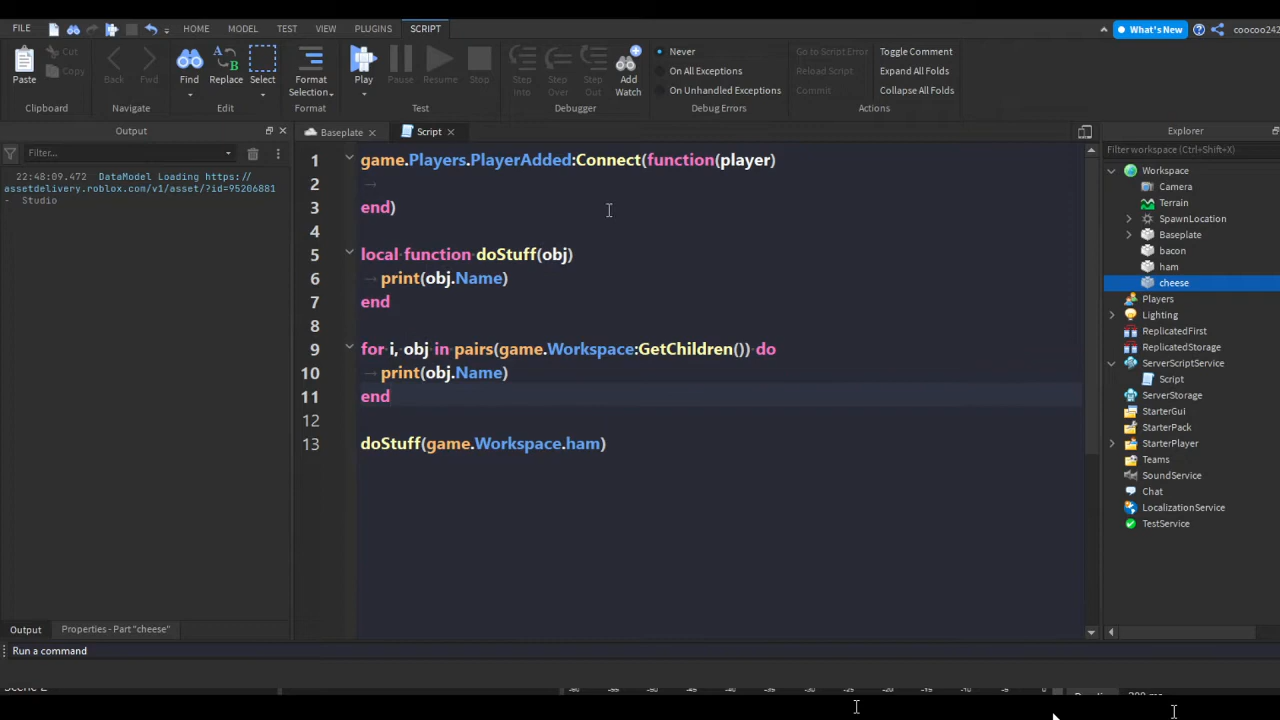 FILE HOME MODEL TEST VIEW PLUGINS SCRIPT What's New coocoo242
Paste Cut Copy Back Fwd Find Replace Select Format Selection Play Pause Resume Stop Step Into Step Over Step Out Add Watch Never On All Exceptions On Unhandled Exceptions Go to Script Error Reload Script Commit Toggle Comment Expand All Folds Collapse All Folds
Clipboard Navigate Edit Format Test Debugger Debug Errors Actions
Output
Filter...
22:48:09.472 DataModel Loading https://
assetdelivery.roblox.com/v1/asset/?id=95206881
- Studio
Baseplate Script
1 game.Players.PlayerAdded:Connect(function(player)
2
3 end)
4
5 local function doStuff(obj)
6 print(obj.Name)
7 end
8
9 for i, obj in pairs(game.Workspace:GetChildren()) do
10 print(obj.Name)
11 end
12
13 doStuff(game.Workspace.ham)
Explorer
Filter workspace (Ctrl+Shift+X)
Workspace
Camera
Terrain
SpawnLocation
Baseplate
bacon
ham
cheese
Players
Lighting
ReplicatedFirst
ReplicatedStorage
ServerScriptService
Script
ServerStorage
StarterGui
StarterPack
StarterPlayer
Teams
SoundService
Chat
LocalizationService
TestService
Output Properties - Part "cheese"
Run a command